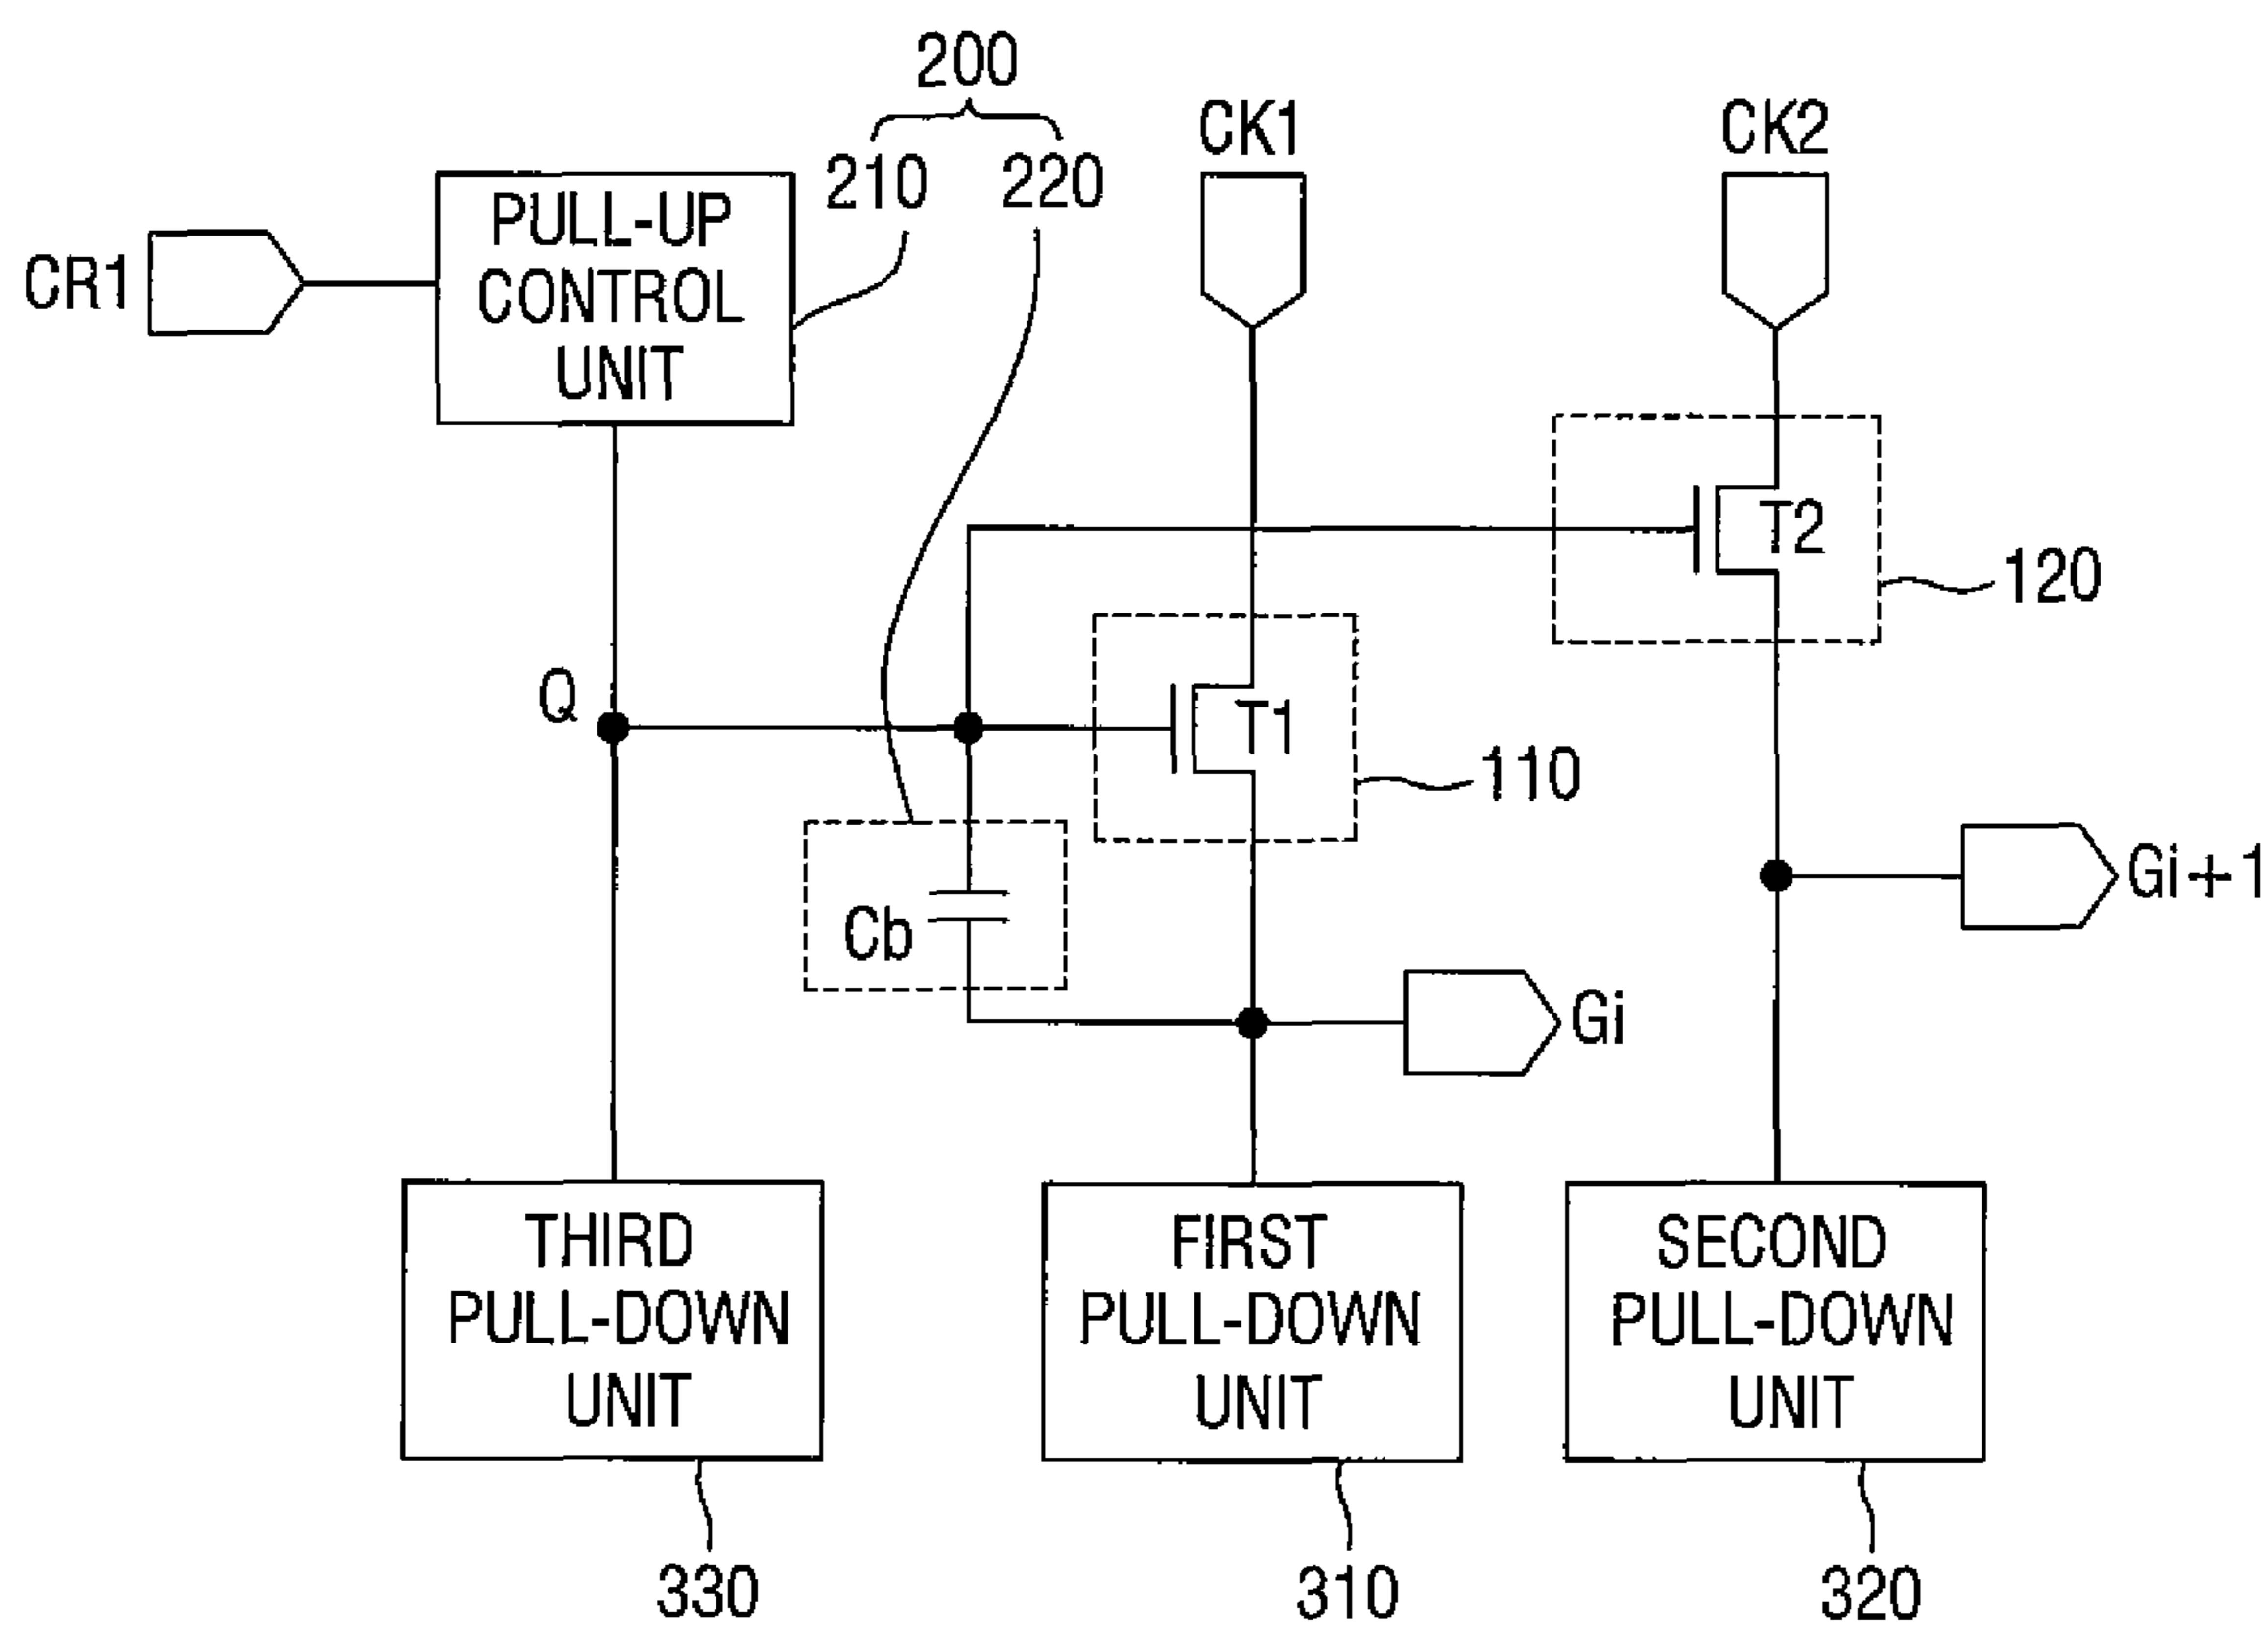 200
210
220
CK1
CK2
CR1
PULL-UP
CONTROL
UNIT
T2
120
Q
T1
110
Cb
Gi+1
Gi
THIRD
PULL-DOWN
UNIT
FIRST
PULL-DOWN
UNIT
SECOND
PULL-DOWN
UNIT
330
310
320